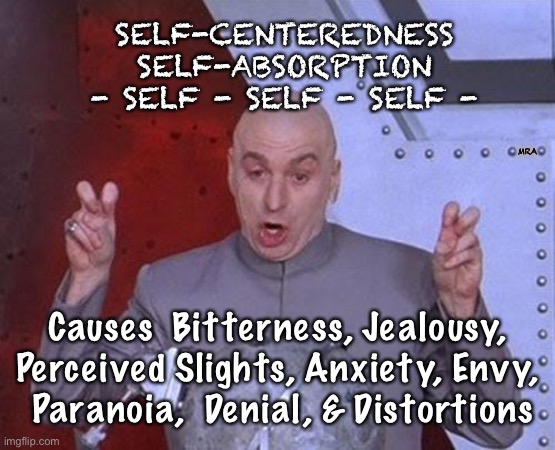 SELF-CENTEREDNESS
SELF-ABSORPTION
- SELF - SELF - SELF -
MRA
Causes Bitterness, Jealousy,
Perceived Slights, Anxiety, Envy,
Paranoia, Denial, & Distortions
imgflip.com